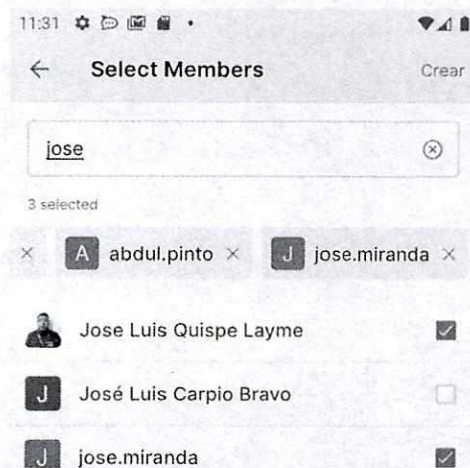 11:31
Select Members
Crear
jose
3 selected
A abdul.pinto
J jose.miranda
Jose Luis Quispe Layme
J José Luis Carpio Bravo
J jose.miranda